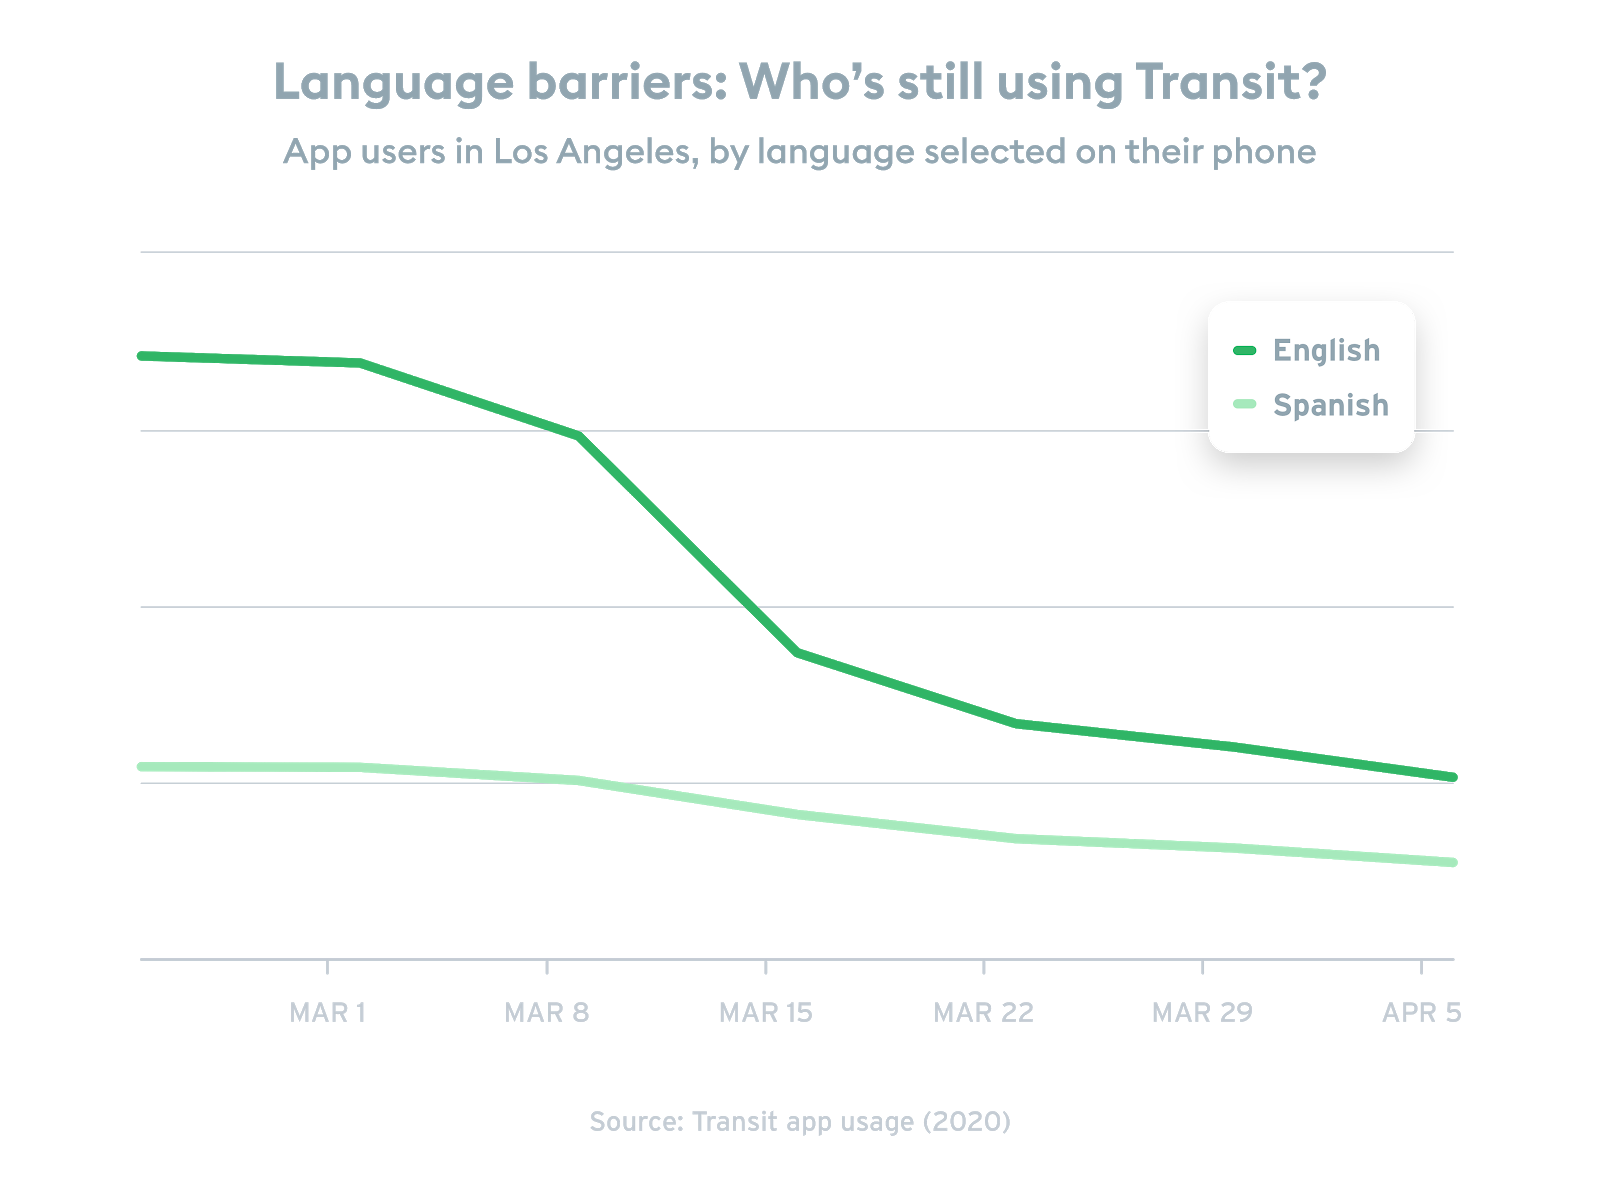 Language barriers: Who’s still using Transit?
App users in Los Angeles, by language selected on their phone
English
Spanish
MAR 1 MAR 8 MAR 15 MAR 22 MAR 29 APR 5
Source: Transit app usage (2020)